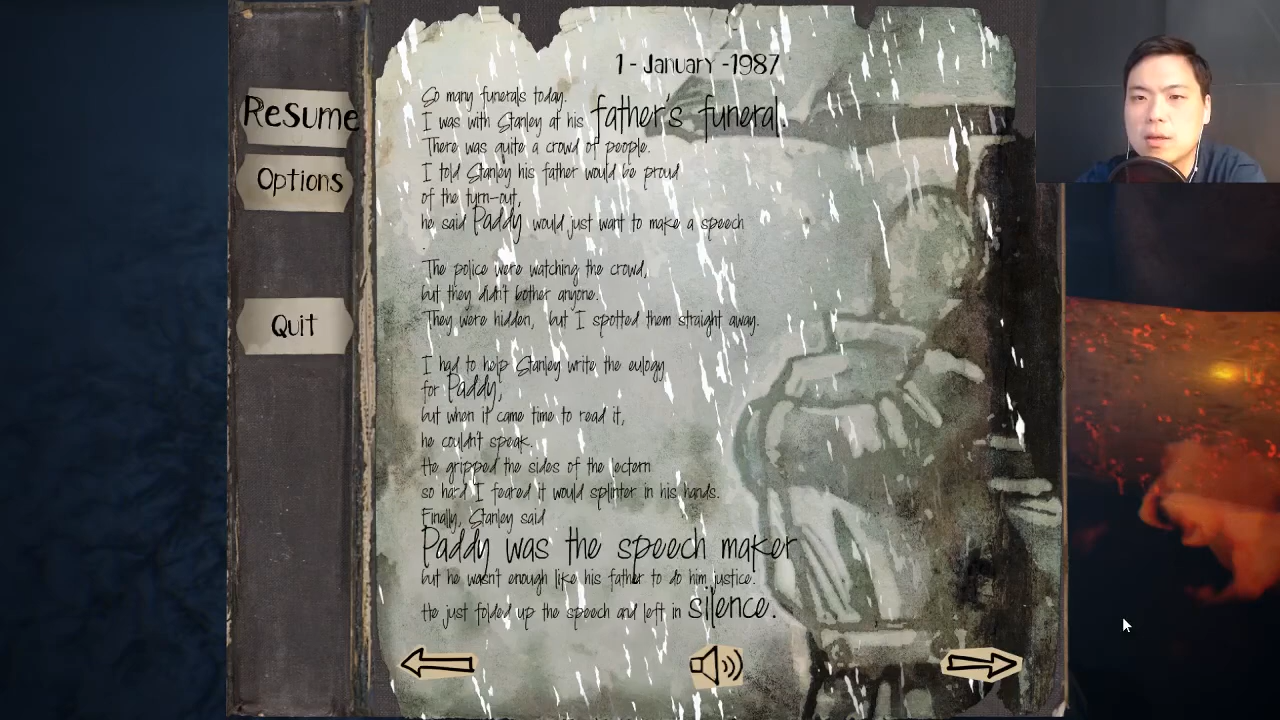 Resume
Options
Quit
1 - January -1987
So many funerals today.
I was with Stanley at his father's funeral.
There was quite a crowd of people.
I told Stanley his father would be proud
of the turn-out,
he said Paddy would just want to make a speech
.
The police were watching the crowd,
but they didn't bother anyone.
They were hidden, but I spotted them straight away.
I had to help Stanley write the eulogy
for Paddy,
but when it came time to read it,
he couldn't speak.
He gripped the sides of the lectern
so hard I feared it would splinter in his hands.
Finally, Stanley said
Paddy was the speech maker
but he wasn't enough like his father to do him justice.
He just folded up the speech and left in silence.